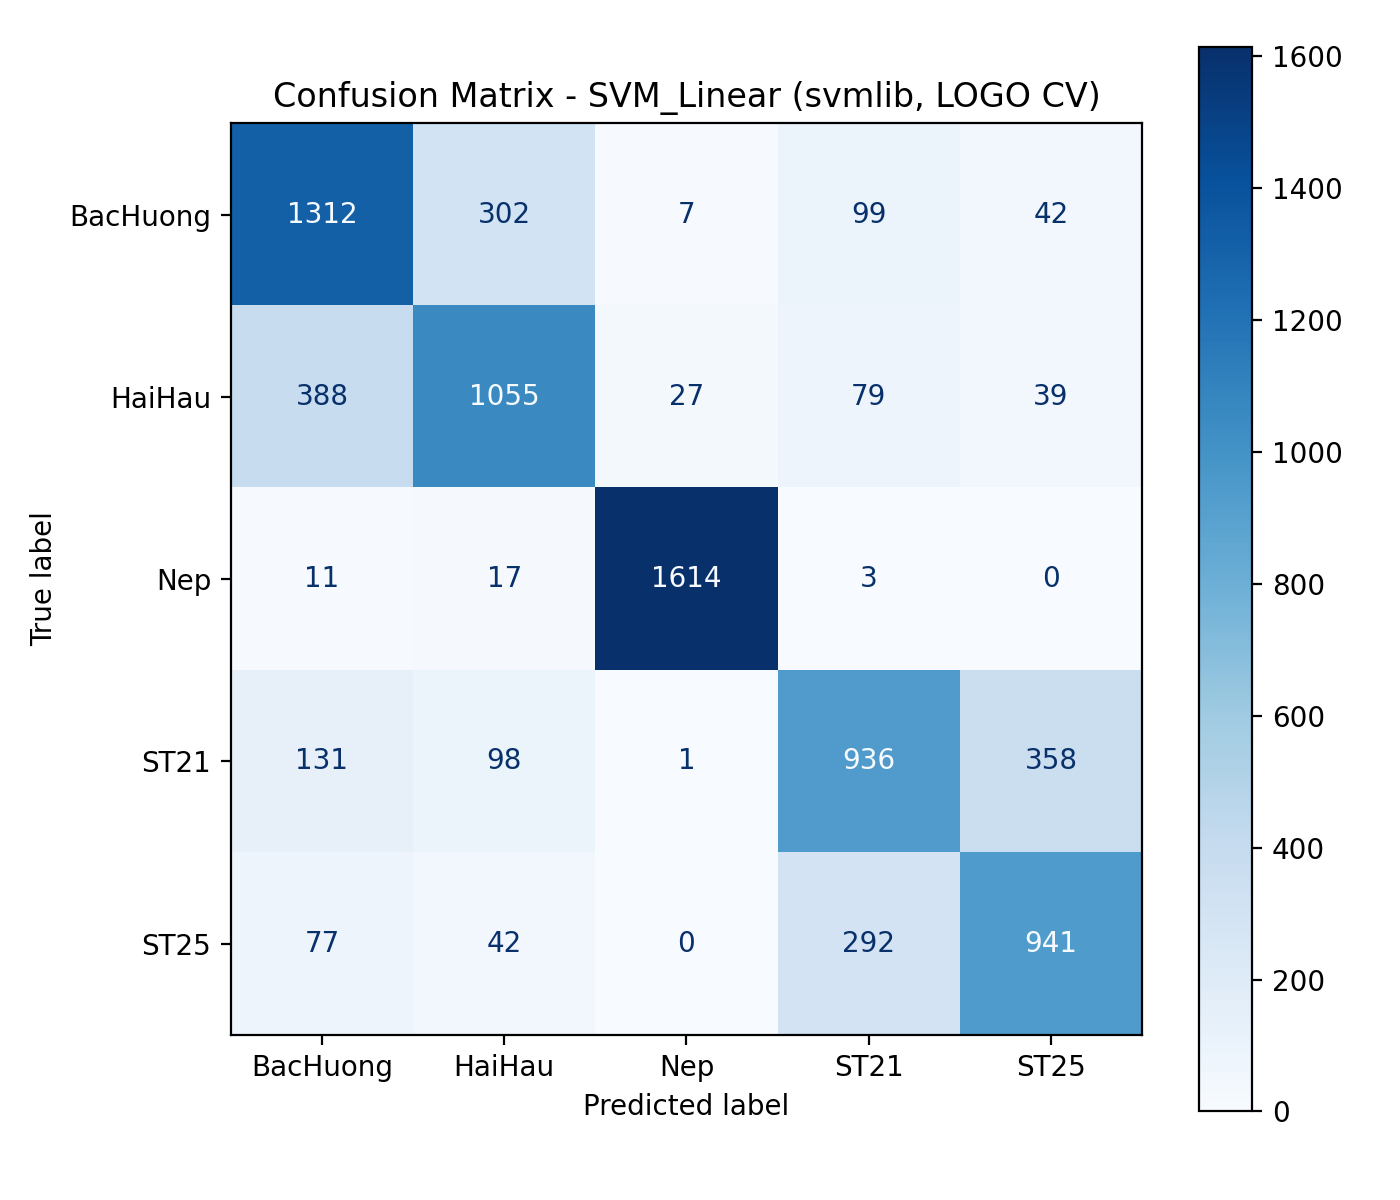 Confusion Matrix - SVM_Linear (svmlib, LOGO CV)
BacHuong 1312 302 7 99 42
HaiHau 388 1055 27 79 39
Nep 11 17 1614 3 0
ST21 131 98 1 936 358
ST25 77 42 0 292 941
BacHuong HaiHau Nep ST21 ST25
Predicted label
True label
1600
1400
1200
1000
800
600
400
200
0